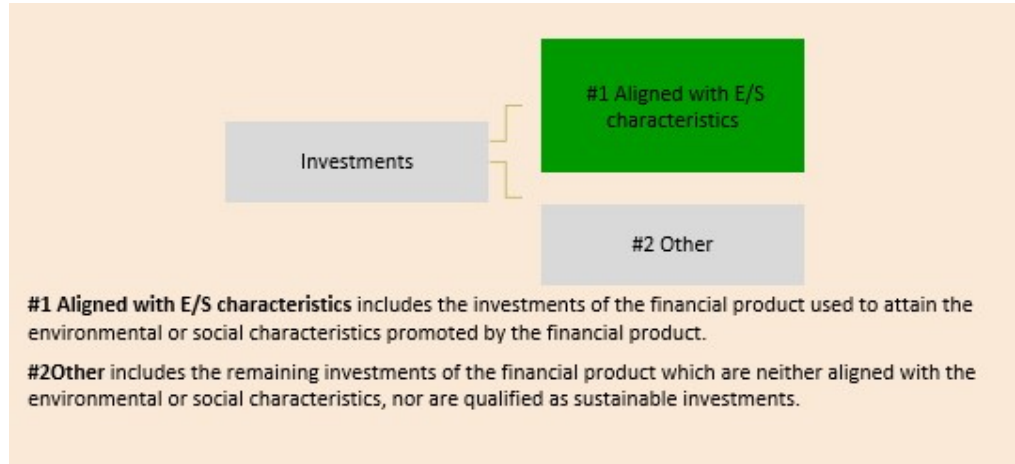 #1 Aligned with E/S
characteristics
Investments
#2 Other
#1 Aligned with E/S characteristics includes the investments of the financial product used to attain the
environmental or social characteristics promoted by the financial product.
#2Other includes the remaining investments of the financial product which are neither aligned with the
environmental or social characteristics, nor are qualified as sustainable investments.